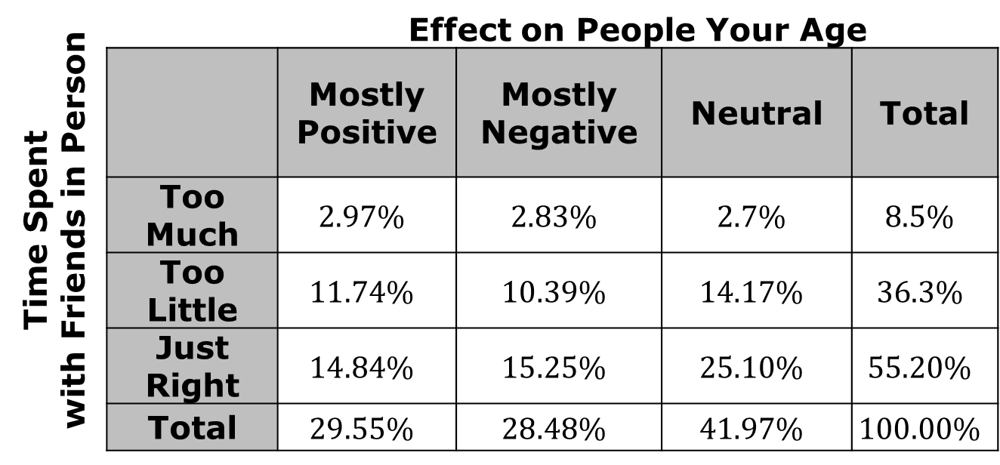 Effect on People Your Age
Time Spent
with Friends in Person
Mostly
Positive
Mostly
Negative
Neutral
Total
Too
Much
2.97%
2.83%
2.7%
8.5%
Too
Little
11.74%
10.39%
14.17%
36.3%
Just
Right
14.84%
15.25%
25.10%
55.20%
Total
29.55%
28.48%
41.97%
100.00%